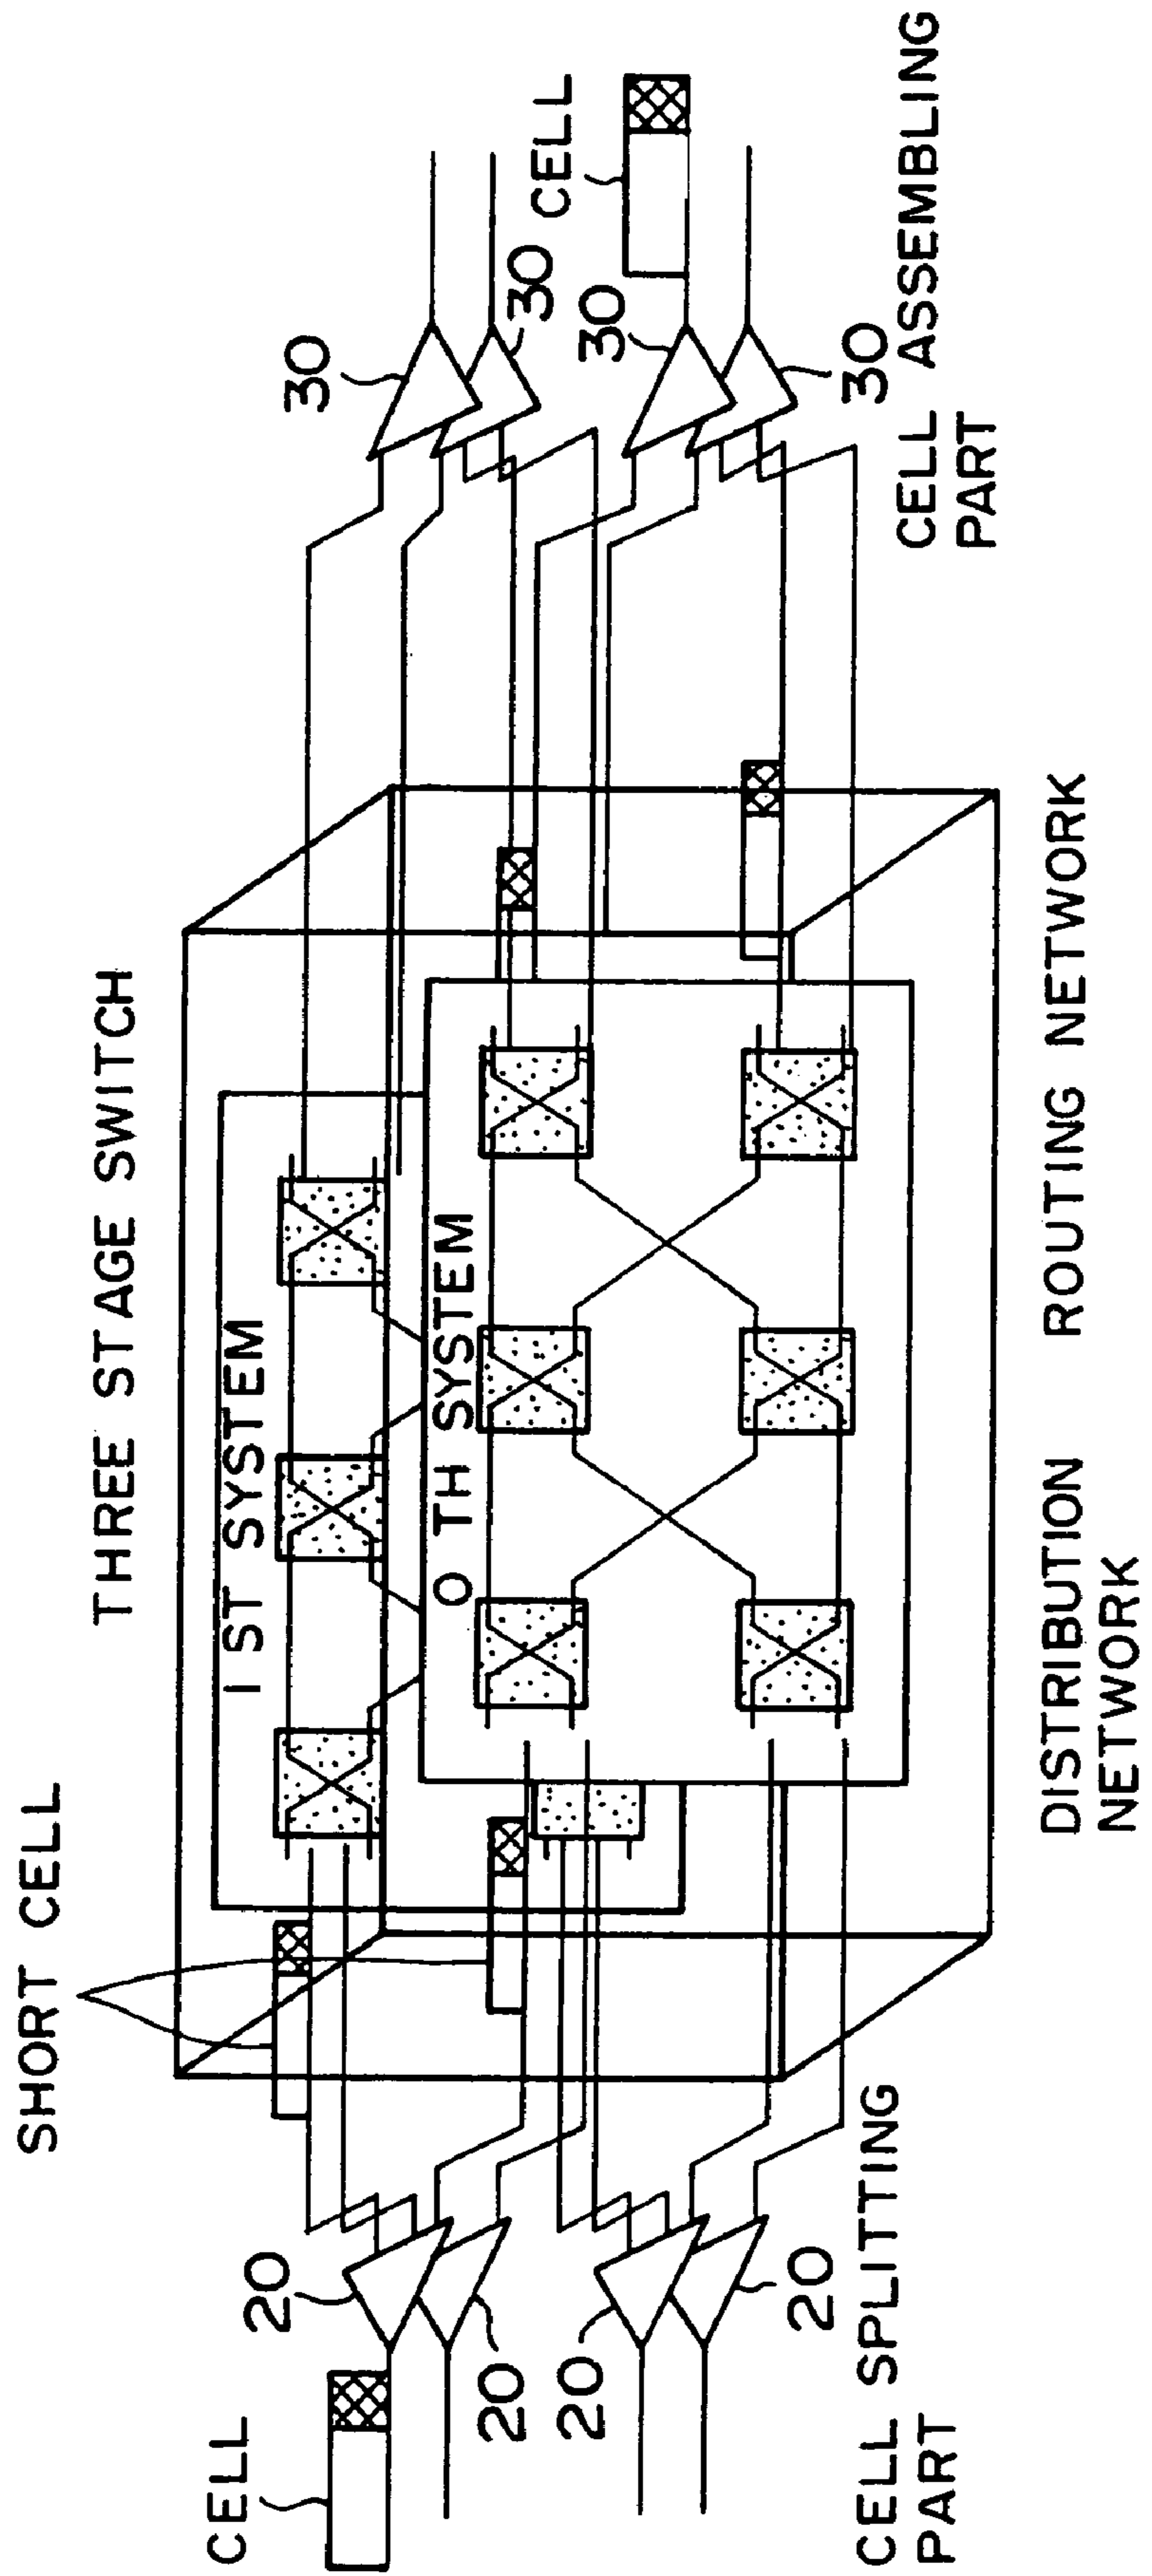 THREE STAGE SWITCH
SHORT CELL
1 ST SYSTEM
0 TH SYSTEM
CELL
20
20
20
20
CELL SPLITTING
PART
DISTRIBUTION
NETWORK
ROUTING NETWORK
30
30
30
30
CELL
CELL ASSEMBLING
PART